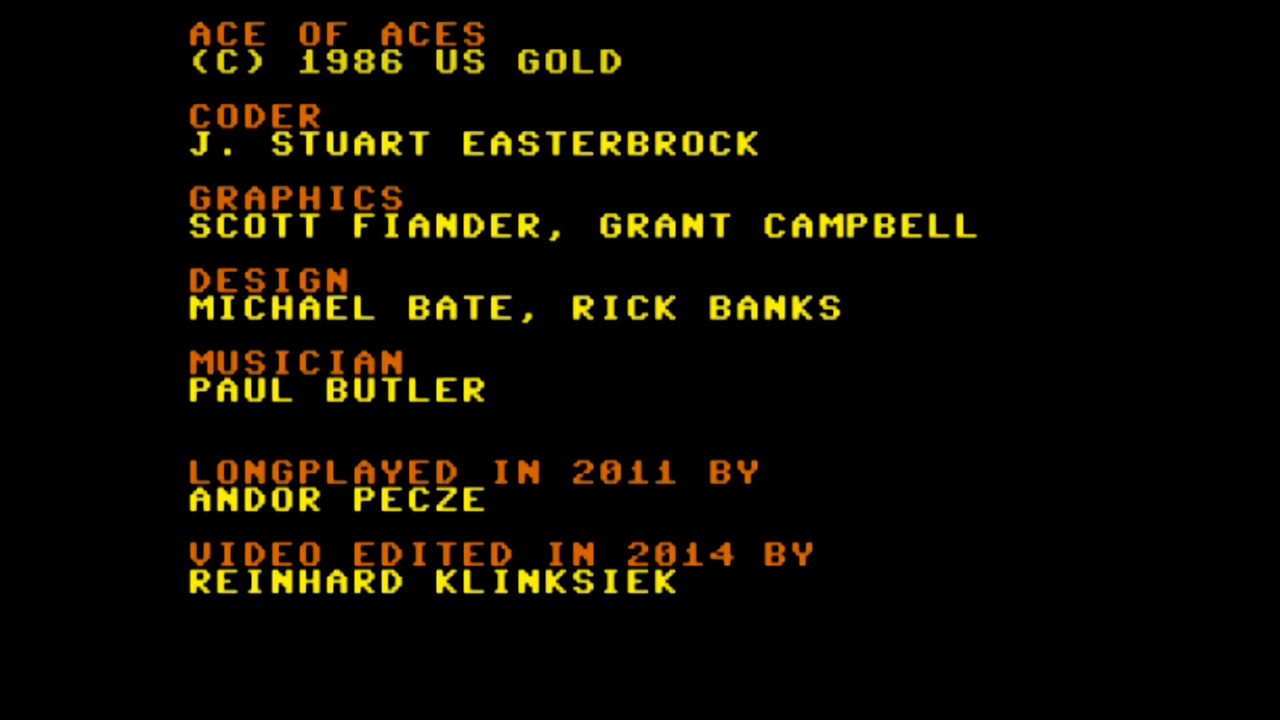 ACE OF ACES
(C) 1986 US GOLD
CODER
J. STUART EASTERBROCK
GRAPHICS
SCOTT FIANDER, GRANT CAMPBELL
DESIGN
MICHAEL BATE, RICK BANKS
MUSICIAN
PAUL BUTLER
LONGPLAYED IN 2011 BY
ANDOR PECZE
VIDEO EDITED IN 2014 BY
REINHARD KLINKSIEK